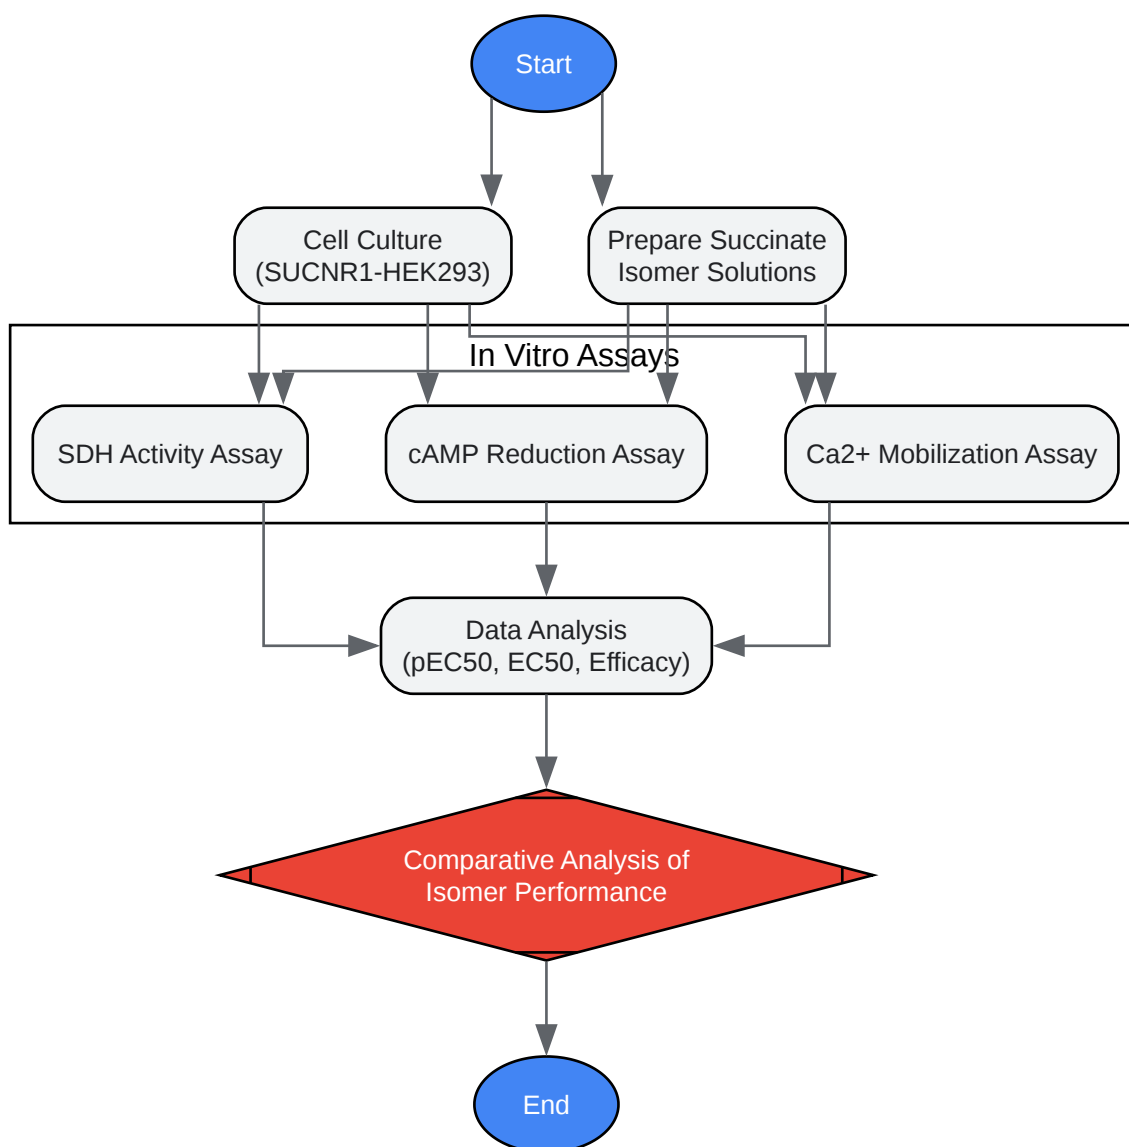 Start
Cell Culture
(SUCNR1-HEK293)
Prepare Succinate
Isomer Solutions
In Vitro Assays
SDH Activity Assay
cAMP Reduction Assay
Ca2+ Mobilization Assay
Data Analysis
(pEC50, EC50, Efficacy)
Comparative Analysis of
Isomer Performance
End